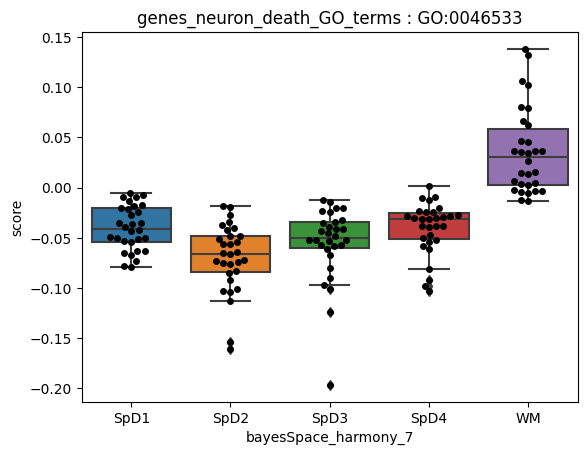 genes_neuron_death_GO_terms : GO:0046533
0.15
0.10
0.05
0.00
−0.05
−0.10
−0.15
−0.20
score
SpD1 SpD2 SpD3 SpD4 WM
bayesSpace_harmony_7